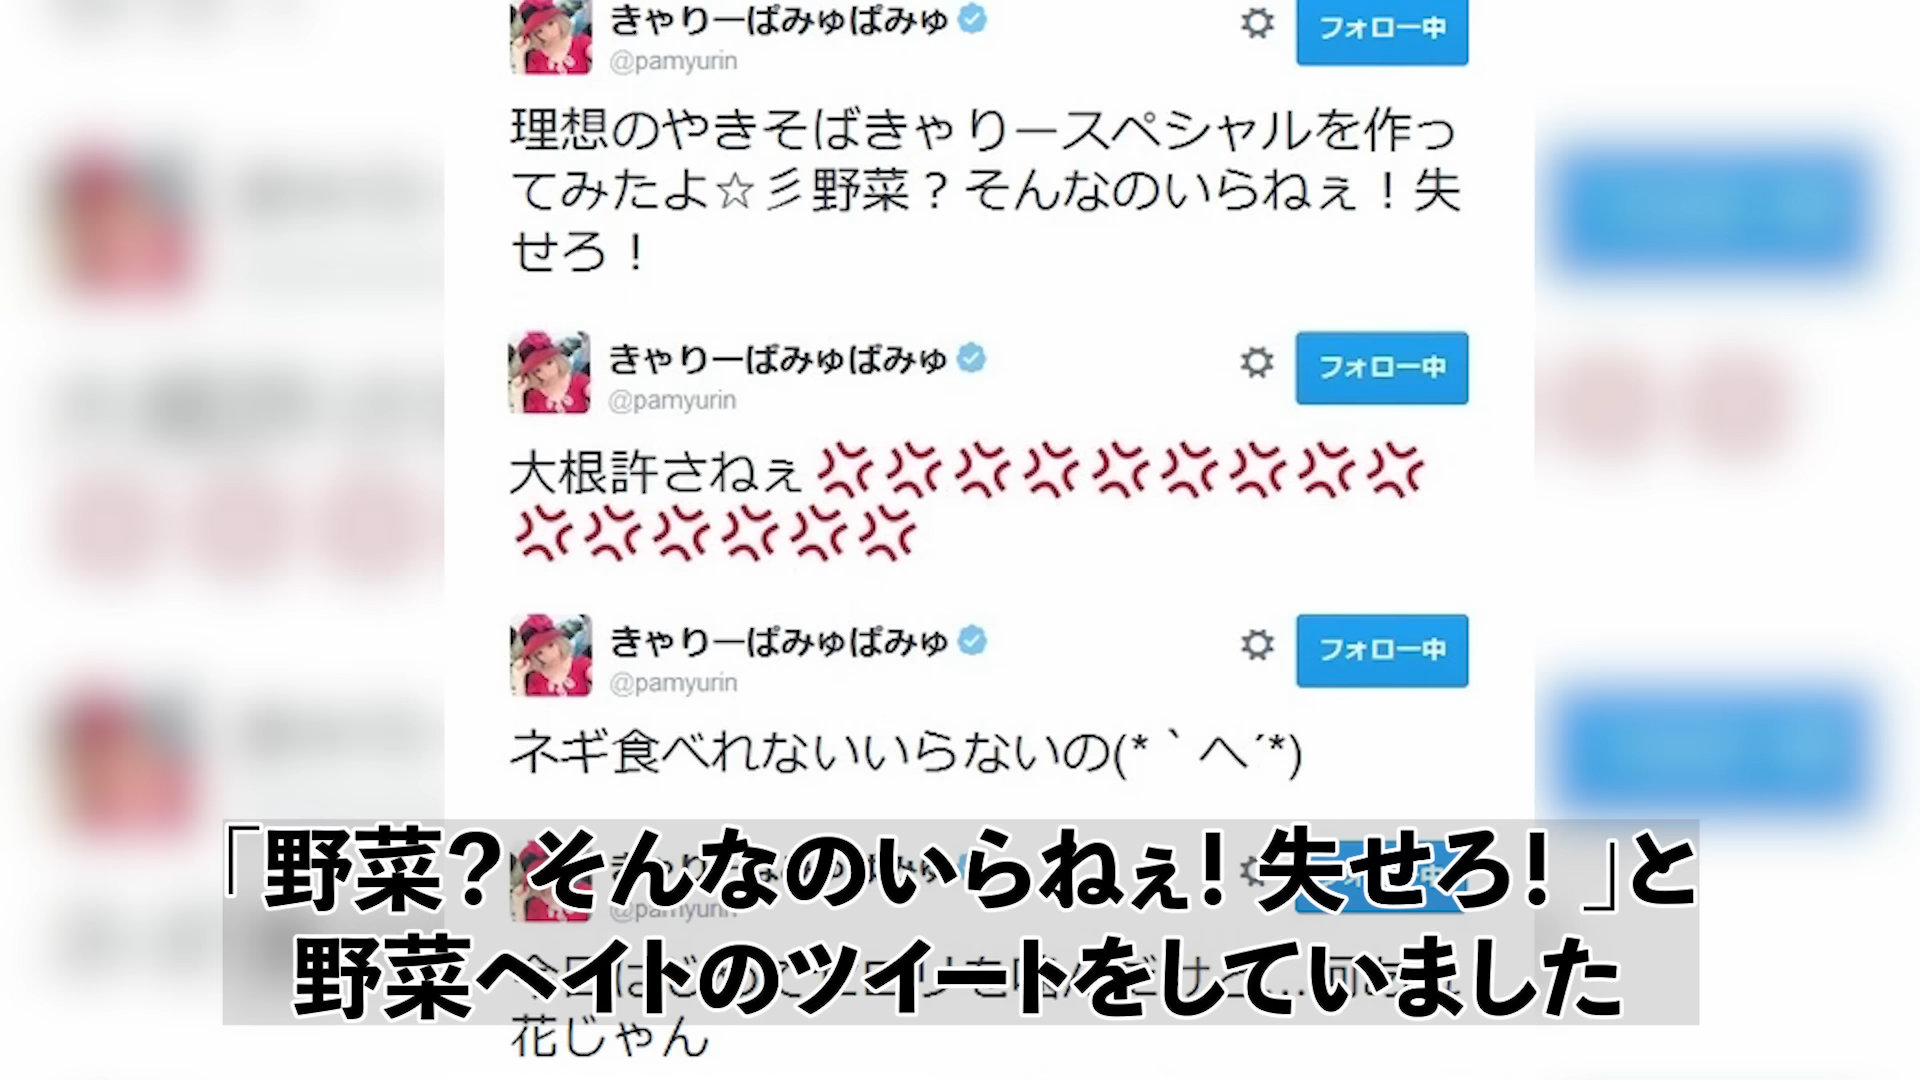 きゃりーぱみゅぱみゅ
@pamyurin
フォロー中
理想のやきそばきゃりースペシャルを作っ
てみたよ☆彡野菜？そんなのいらねぇ！失
せろ！
きゃりーぱみゅぱみゅ
@pamyurin
フォロー中
大根許さねぇ💢💢💢💢💢💢💢💢💢
💢💢💢💢💢💢
きゃりーぱみゅぱみゅ
@pamyurin
フォロー中
ネギ食べれないいらないの(*｀へ´*)
「野菜？そんなのいらねぇ！失せろ！」と
野菜ヘイトのツイートをしていました
@pamyurin
花じゃん